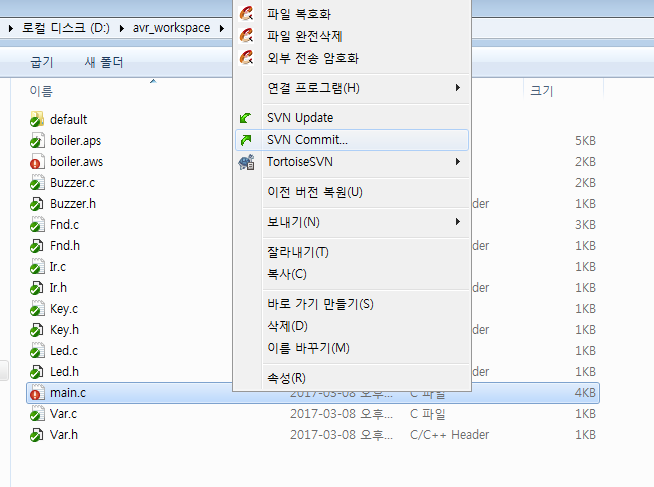 로컬 디스크 (D:) ▸ avr_workspace ▸
굽기 새 폴더
이름 크기
파일 복호화
파일 완전삭제
외부 전송 암호화
연결 프로그램(H)
SVN Update
SVN Commit...
TortoiseSVN
이전 버전 복원(U)
보내기(N)
잘라내기(T)
복사(C)
바로 가기 만들기(S)
삭제(D)
이름 바꾸기(M)
속성(R)
default
boiler.aps 5KB
boiler.aws 2KB
Buzzer.c 2KB
Buzzer.h der 1KB
Fnd.c 3KB
Fnd.h der 1KB
Ir.c 1KB
Ir.h der 1KB
Key.c 1KB
Key.h der 1KB
Led.c 1KB
Led.h der 1KB
main.c 2017-03-08 오후... C 파일 4KB
Var.c 2017-03-08 오후... C 파일 1KB
Var.h 2017-03-08 오후... C/C++ Header 1KB